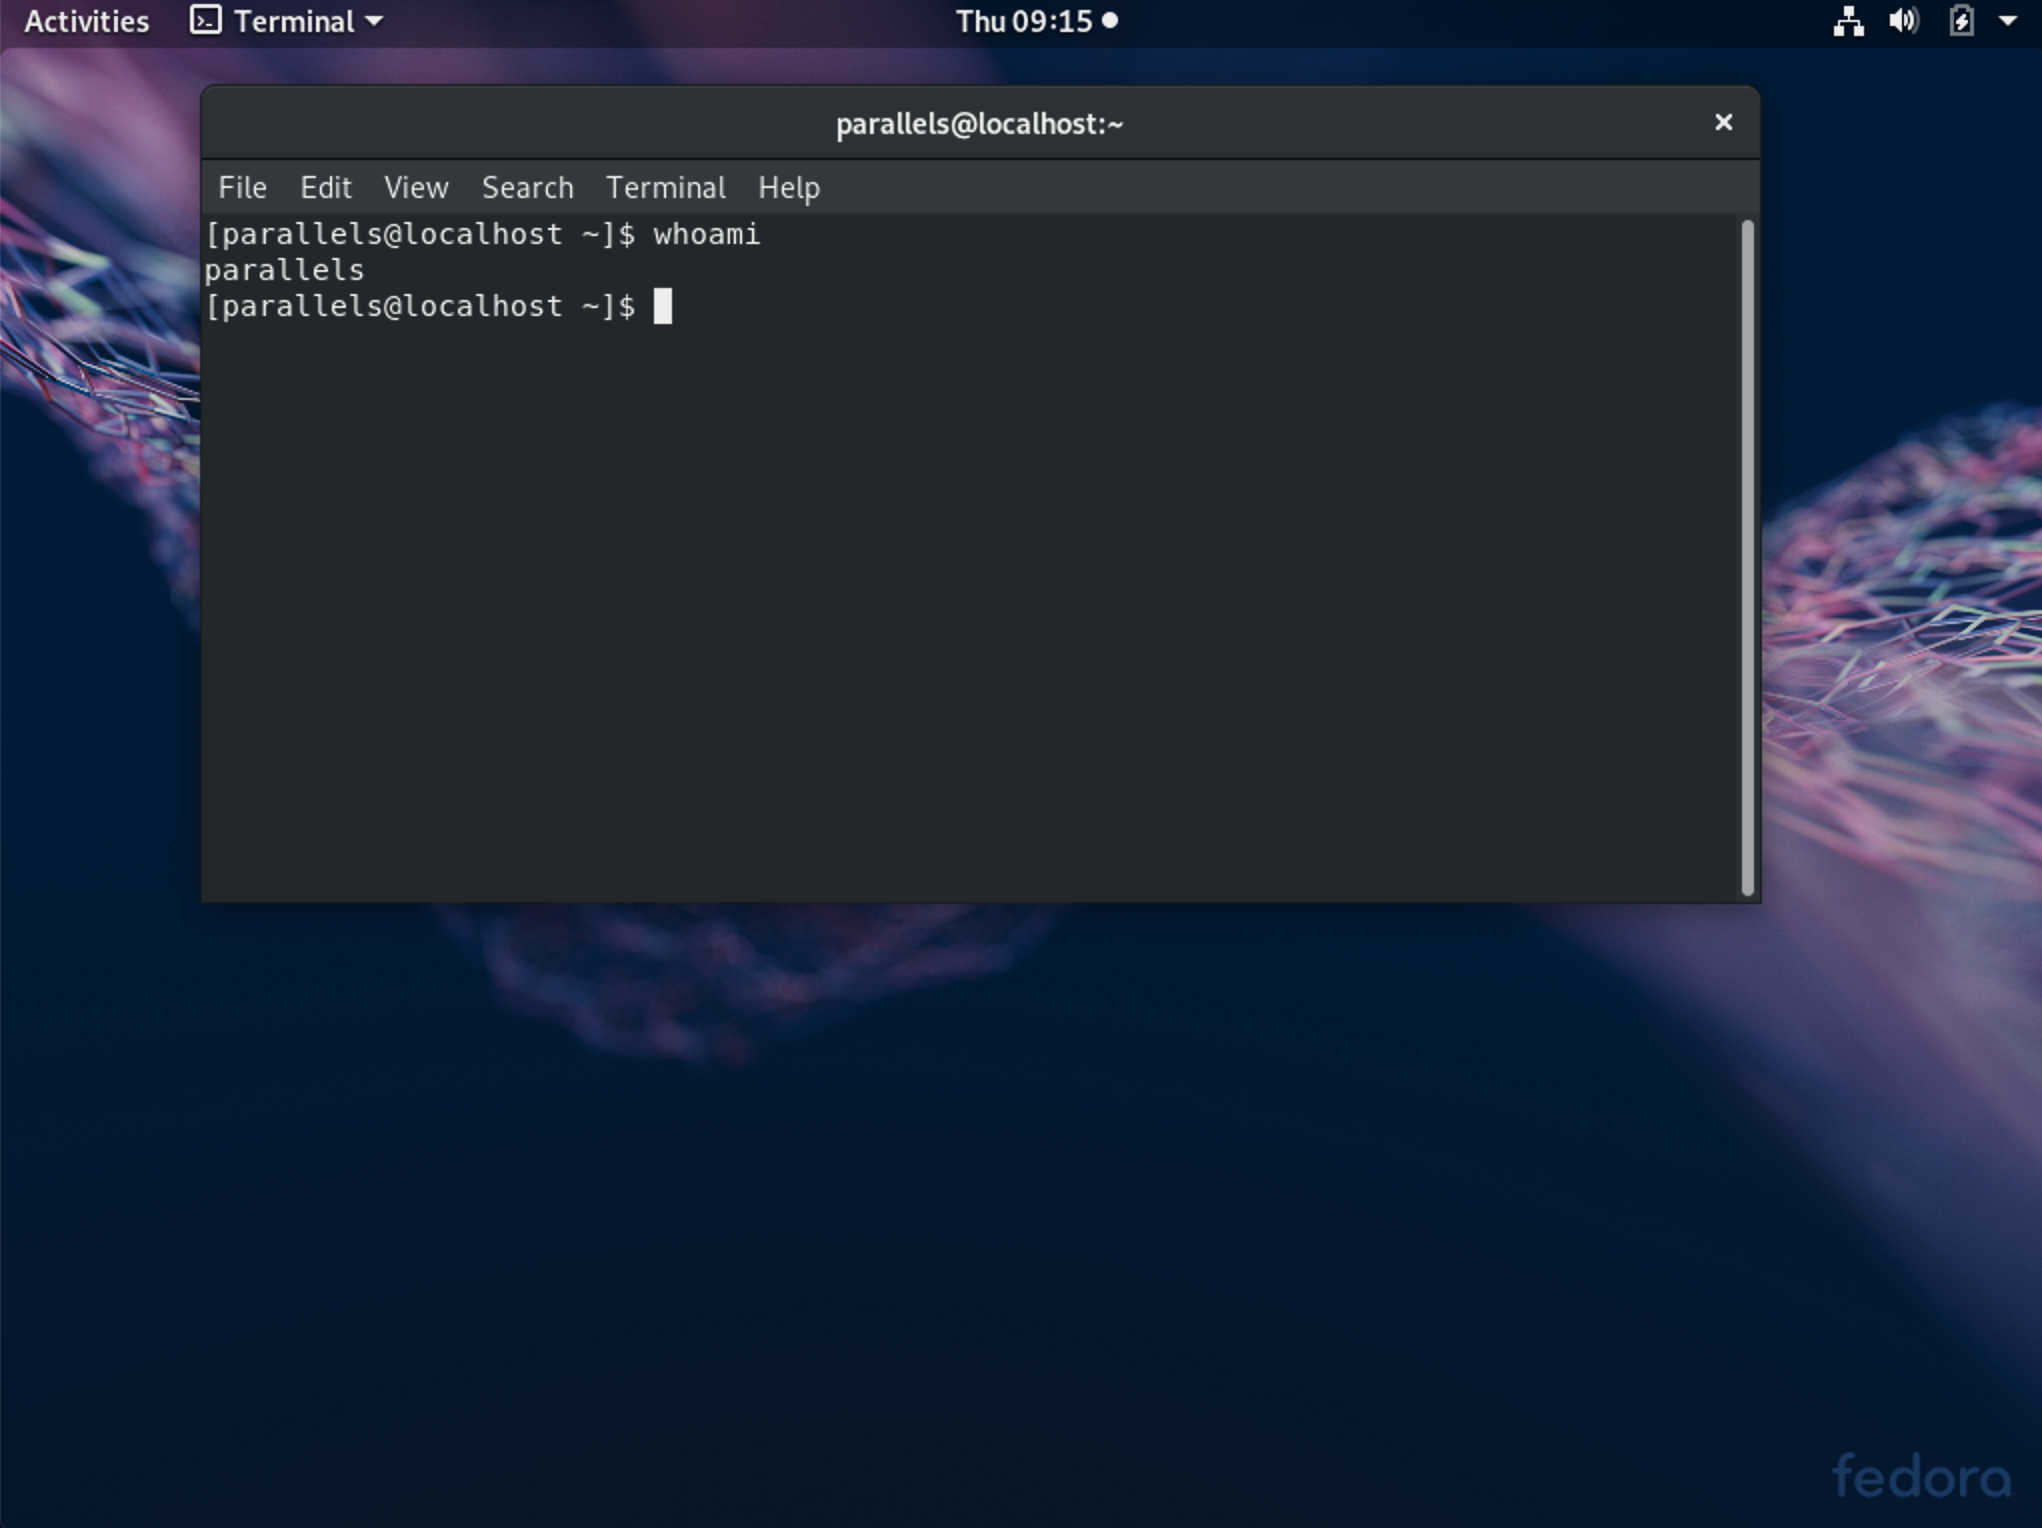 Activities Terminal Thu 09:15
parallels@localhost:~
File Edit View Search Terminal Help
[parallels@localhost ~]$ whoami
parallels
[parallels@localhost ~]$
fedora